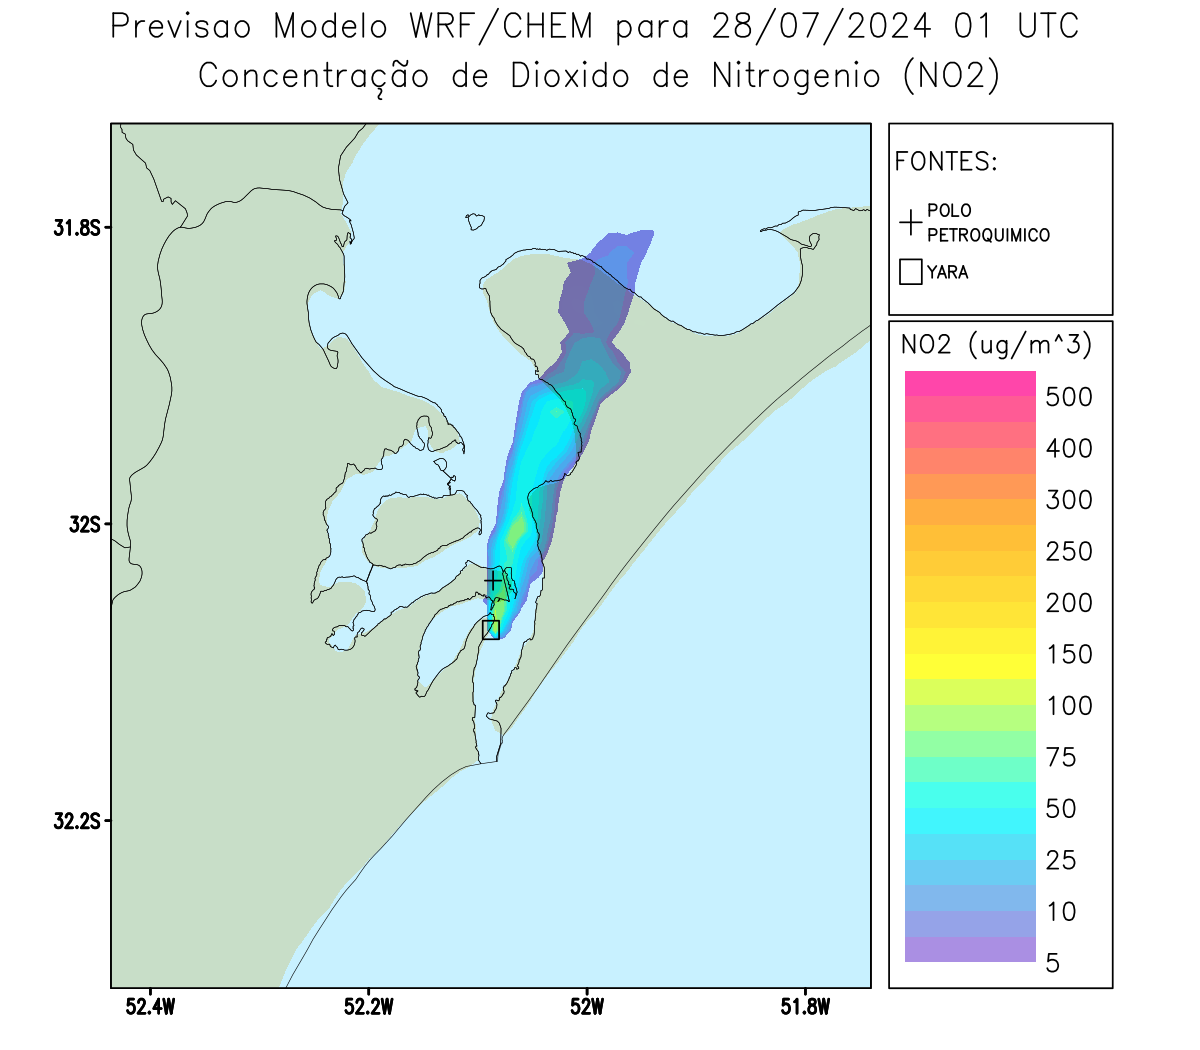 Previsao Modelo WRF/CHEM para 28/07/2024 01 UTC
Concentração de Dioxido de Nitrogenio (NO2)
FONTES:
POLO
PETROQUIMICO
YARA
NO2 (ug/m^3)
500
400
300
250
200
150
100
75
50
25
10
5
31.8S
32S
32.2S
52.4W
52.2W
52W
51.8W